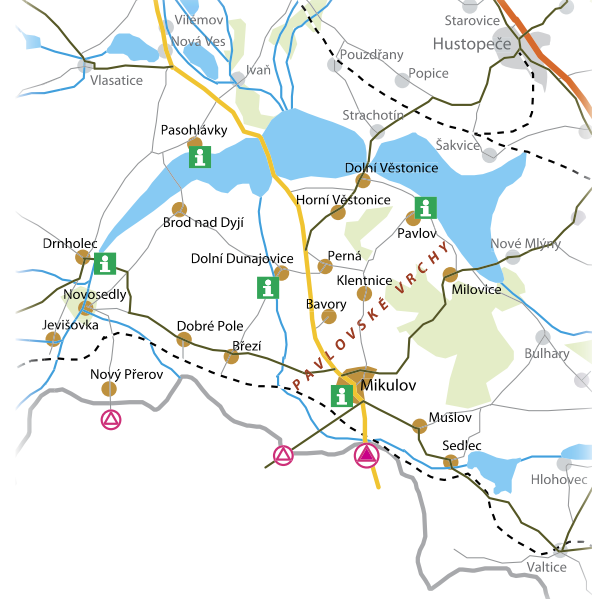 Vilémov
Starovice
Nová Ves
Hustopeče
Pouzdřany
Ivaň
Vlasatice
Popice
Strachotín
Pasohlávky
Šakvice
Dolní Věstonice
Horní Věstonice
Brod nad Dyjí
Pavlov
Drnholec
Nové Mlýny
Dolní Dunajovice
Perná
Klentnice
Milovice
Novosedly
Bavory
PAVLOVSKÉ VRCHY
Jevišovka
Dobré Pole
Březí
Bulhary
Nový Přerov
Mikulov
Mušlov
Sedlec
Hlohovec
Valtice